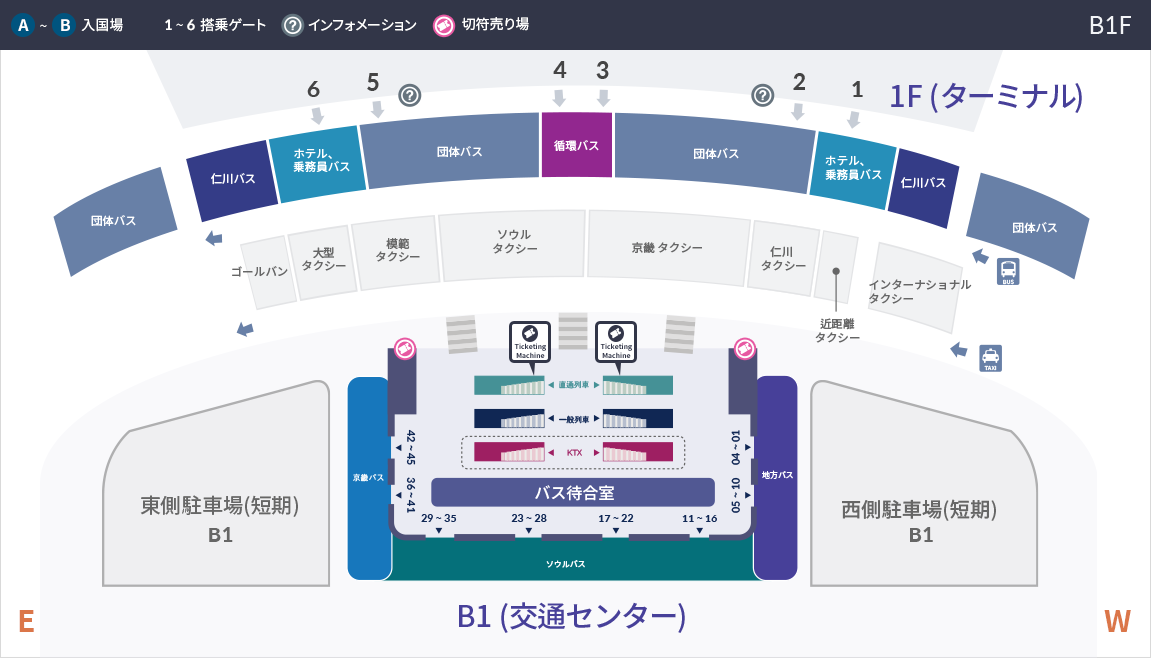 A ~ B 入国場 1 ~ 6 搭乗ゲート ? インフォメーション 切符売り場 B1F
6 5 ? 4 3 ? 2 1
1F (ターミナル)
団体バス
仁川バス
ホテル、
乗務員バス
団体バス
循環バス
団体バス
ホテル、
乗務員バス
仁川バス
団体バス
ゴールバン
大型
タクシー
模範
タクシー
ソウル
タクシー
京畿 タクシー
仁川
タクシー
近距離
タクシー
インターナショナル
タクシー
BUS
TAXI
Ticketing
Machine
Ticketing
Machine
直通列車
一般列車
KTX
バス待合室
42 ~ 45
36 ~ 41
04 ~ 01
05 ~ 10
29 ~ 35 23 ~ 28 17 ~ 22 11 ~ 16
京畿バス
地方バス
ソウルバス
東側駐車場(短期)
B1
西側駐車場(短期)
B1
B1 (交通センター)
E W